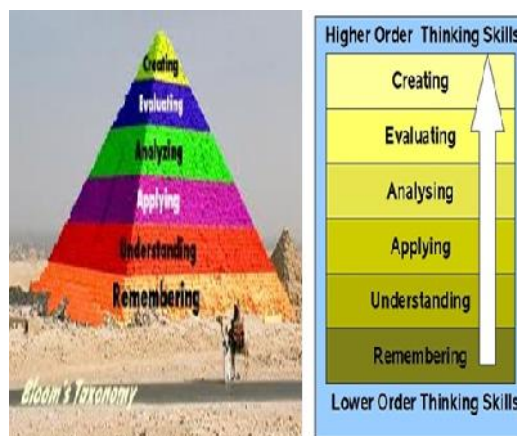 Creating
Evaluating
Analyzing
Applying
Understanding
Remembering
Bloom's Taxonomy
Higher Order Thinking Skills
Creating
Evaluating
Analysing
Applying
Understanding
Remembering
Lower Order Thinking Skills